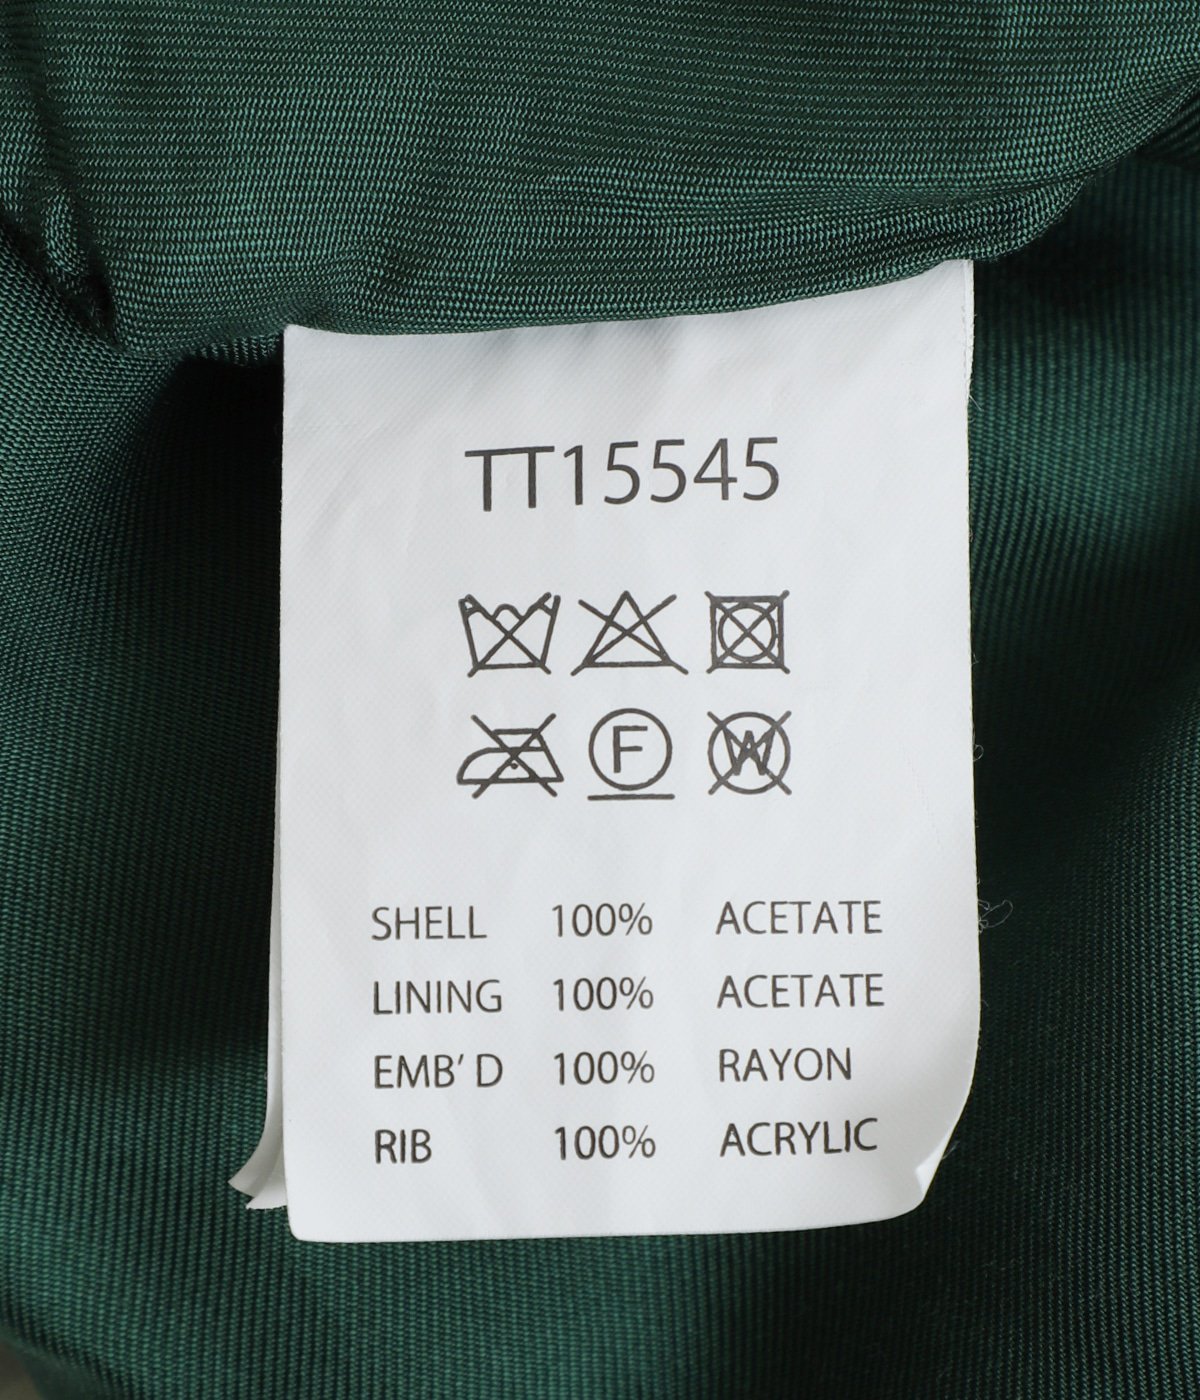 TT15545
F W
SHELL 100% ACETATE
LINING 100% ACETATE
EMB' D 100% RAYON
RIB 100% ACRYLIC